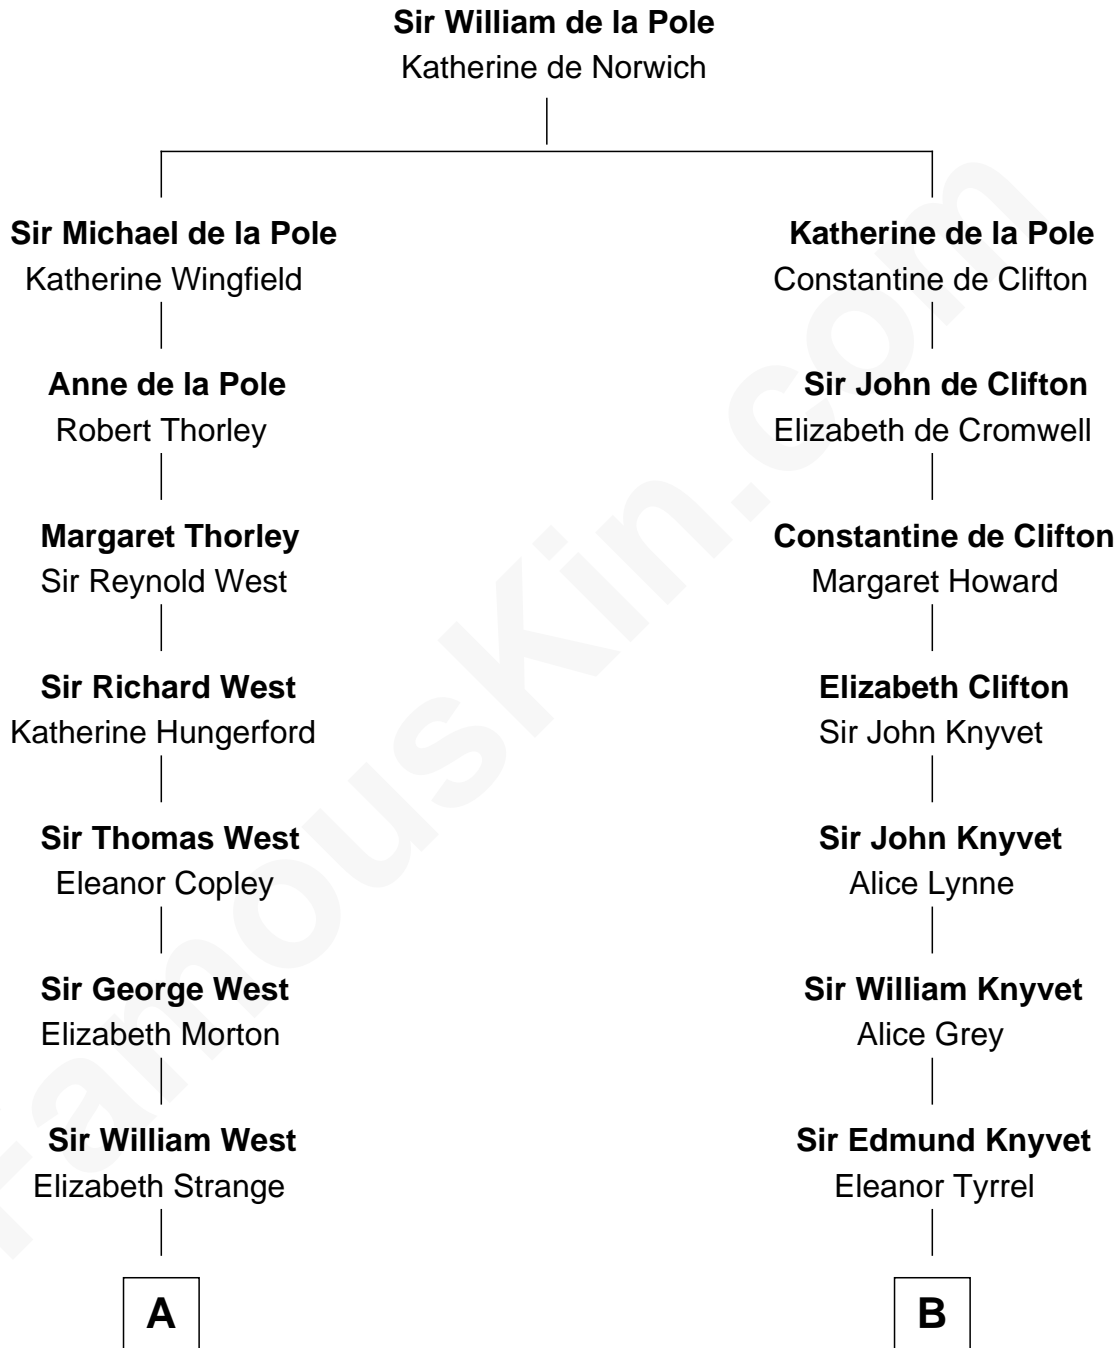 Sir William de la Pole
Katherine de Norwich
Sir Michael de la Pole
Katherine Wingfield
Katherine de la Pole
Constantine de Clifton
Anne de la Pole
Robert Thorley
Sir John de Clifton
Elizabeth de Cromwell
Margaret Thorley
Sir Reynold West
Constantine de Clifton
Margaret Howard
Sir Richard West
Katherine Hungerford
Elizabeth Clifton
Sir John Knyvet
Sir Thomas West
Eleanor Copley
Sir John Knyvet
Alice Lynne
Sir George West
Elizabeth Morton
Sir William Knyvet
Alice Grey
Sir William West
Elizabeth Strange
Sir Edmund Knyvet
Eleanor Tyrrel
A
B
FamousKin.com